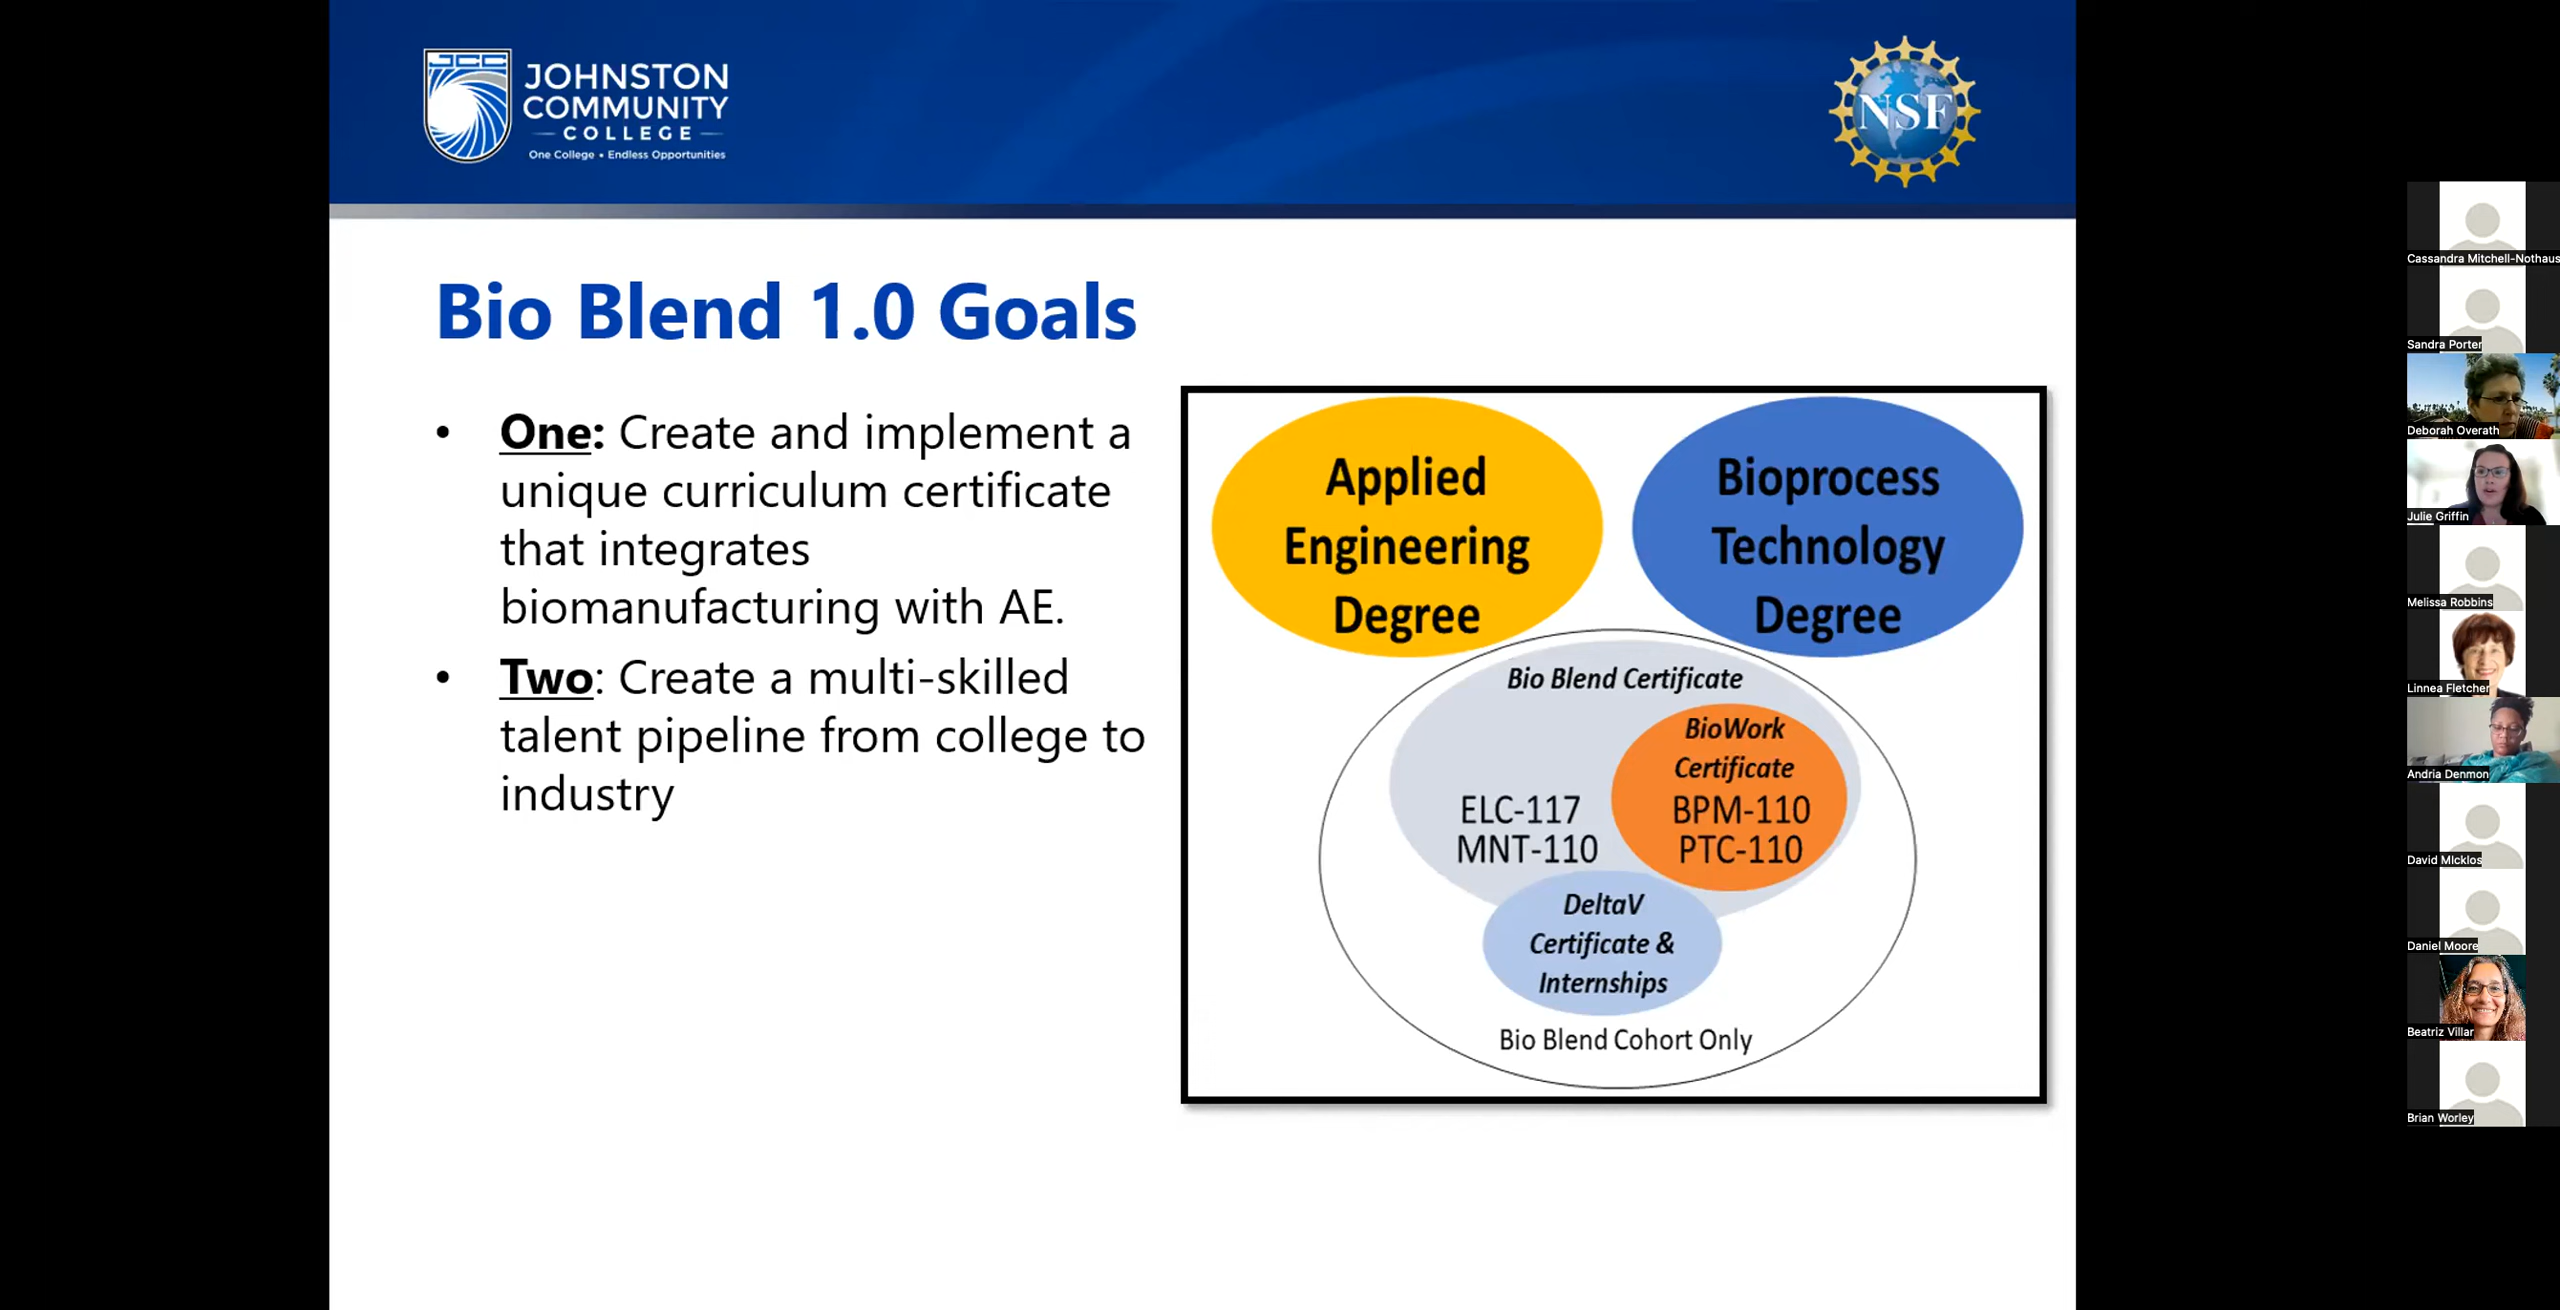 JCC
JOHNSTON
COMMUNITY
COLLEGE
One College • Endless Opportunities
NSF
Bio Blend 1.0 Goals
• One: Create and implement a
unique curriculum certificate
that integrates
biomanufacturing with AE.
• Two: Create a multi-skilled
talent pipeline from college to
industry
Applied
Engineering
Degree
Bioprocess
Technology
Degree
Bio Blend Certificate
BioWork
Certificate
BPM-110
PTC-110
ELC-117
MNT-110
DeltaV
Certificate &
Internships
Bio Blend Cohort Only
Cassandra Mitchell-Nothaus
Sandra Porter
Deborah Overath
Julie Griffin
Melissa Robbins
Linnea Fletcher
Andria Denmon
David MIcklos
Daniel Moore
Beatriz Villar
Brian Worley